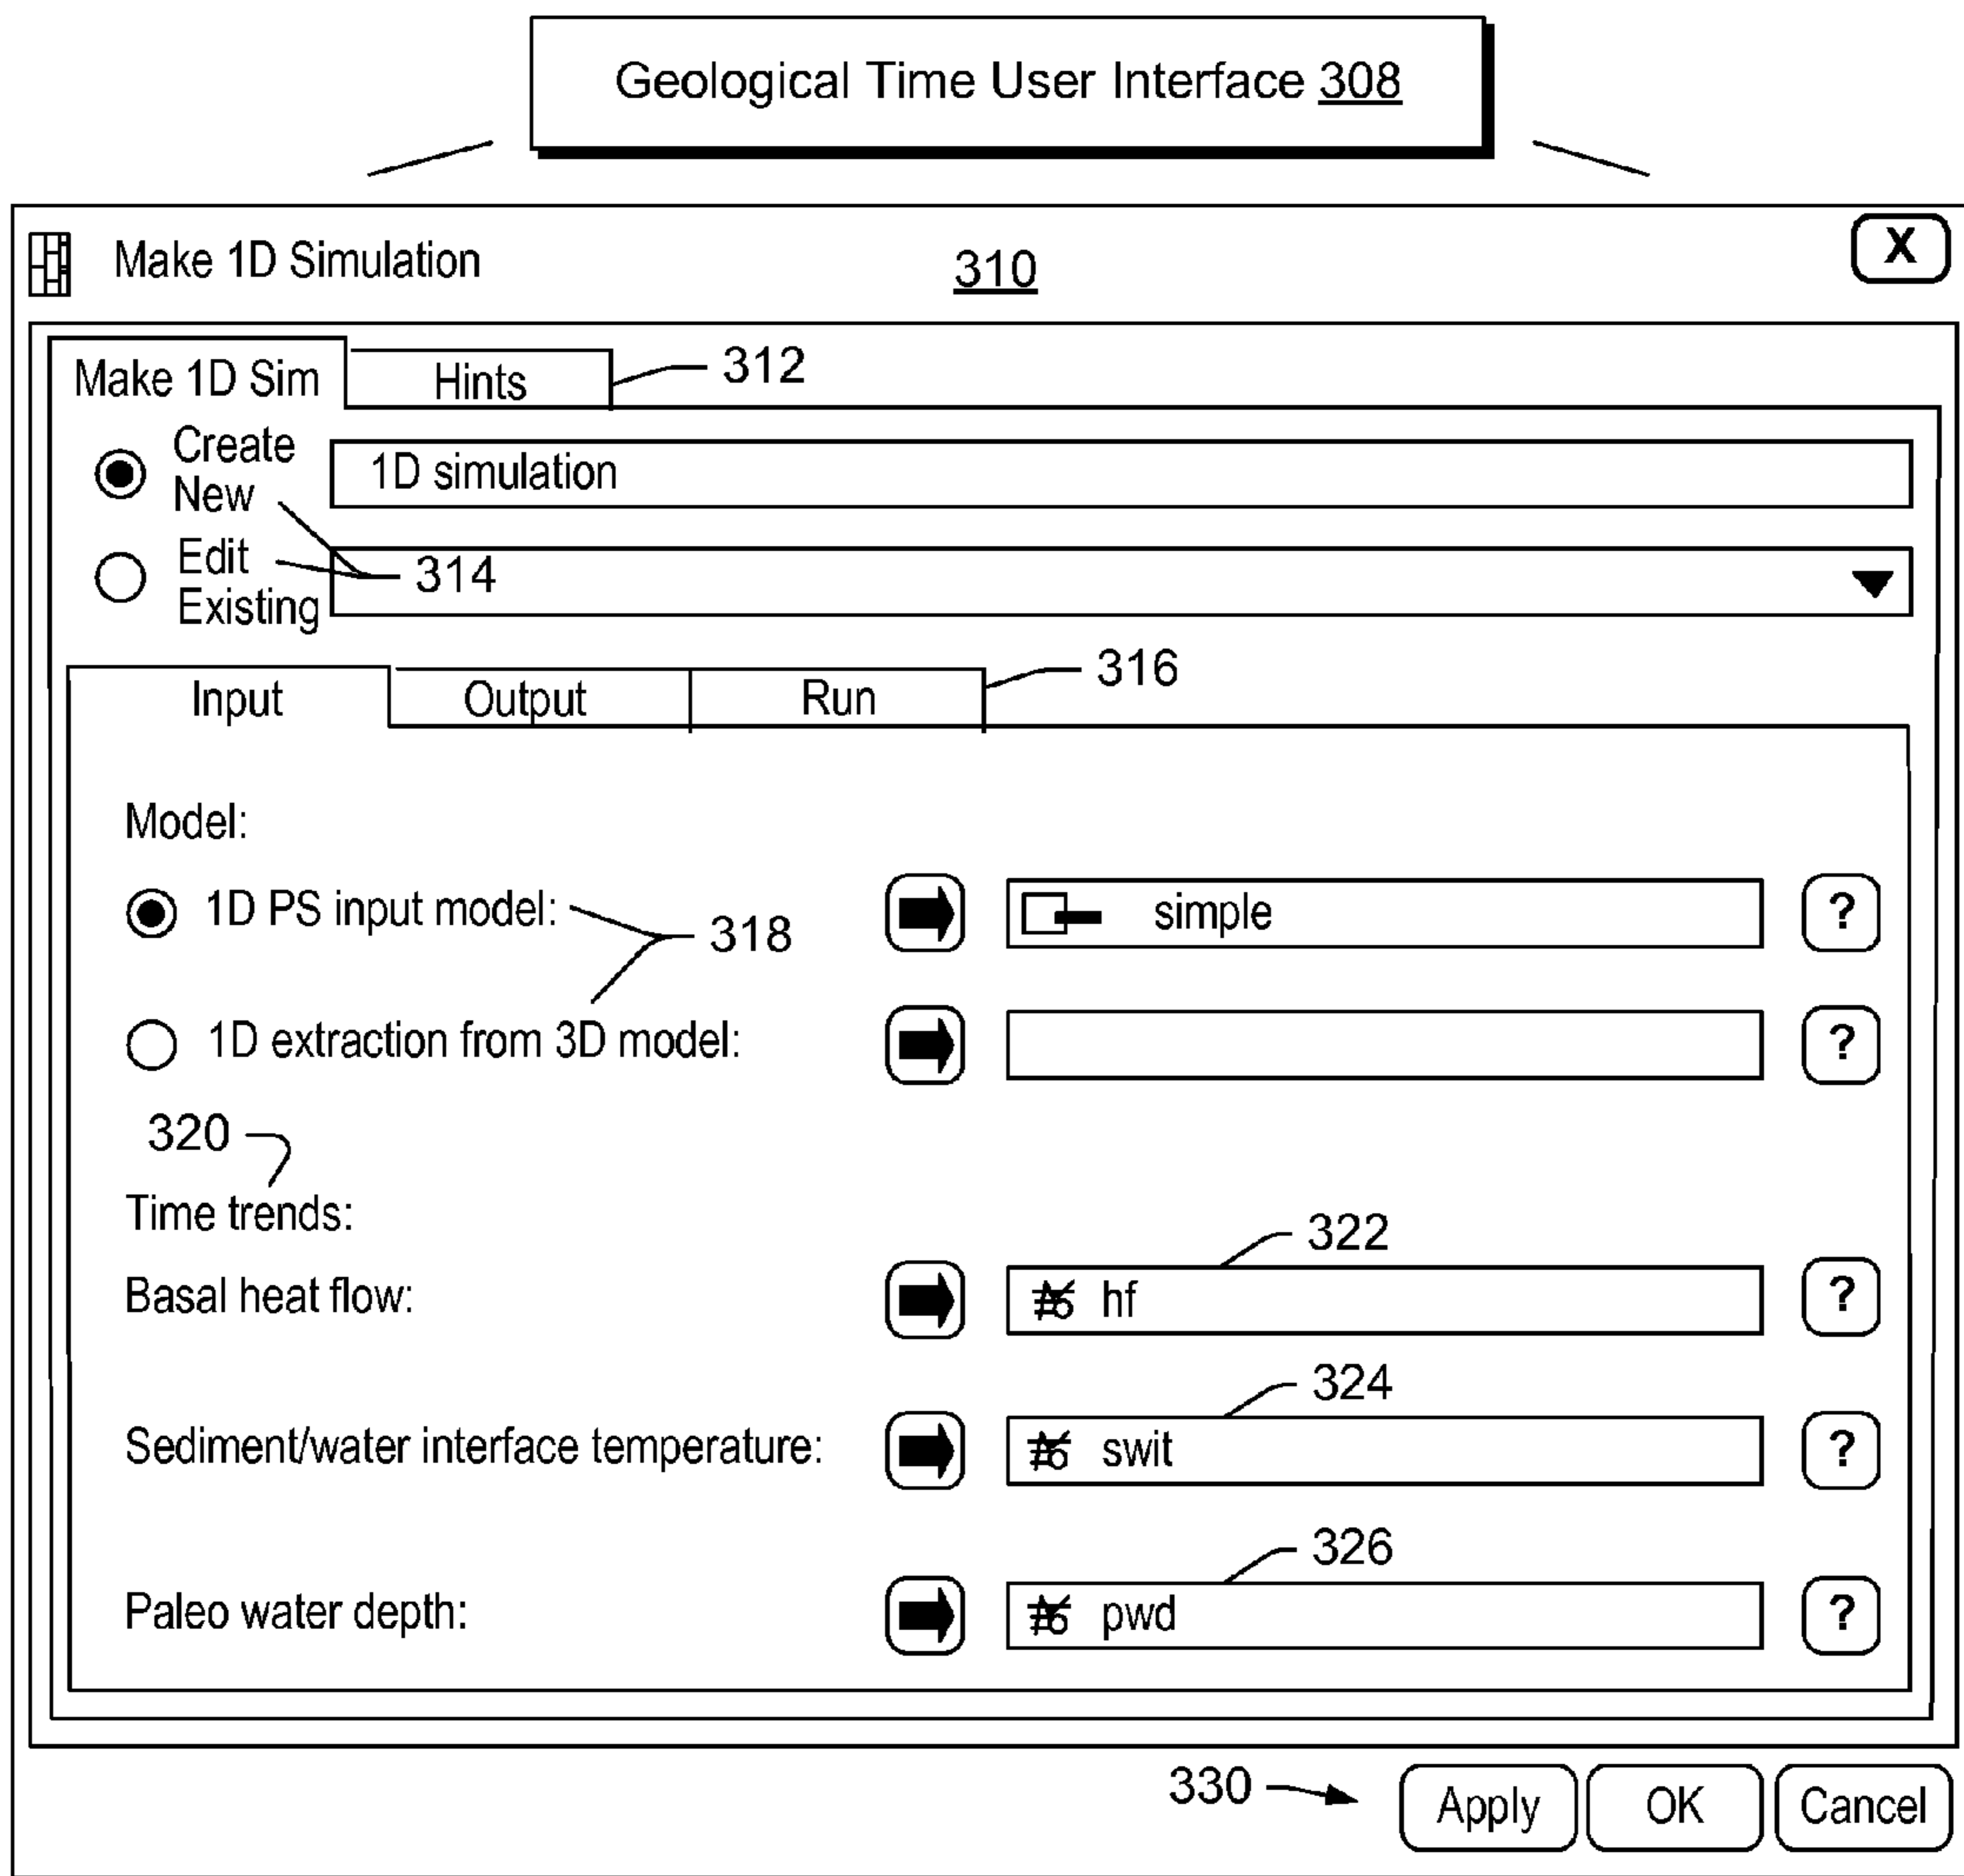 Geological Time User Interface 308
Make 1D Simulation
310
X
Make 1D Sim
Hints
312
Create
New
1D simulation
Edit
Existing
314
Input
Output
Run
316
Model:
1D PS input model:
318
simple
?
1D extraction from 3D model:
?
320
Time trends:
322
Basal heat flow:
hf
?
324
Sediment/water interface temperature:
swit
?
326
Paleo water depth:
pwd
?
330
Apply
OK
Cancel